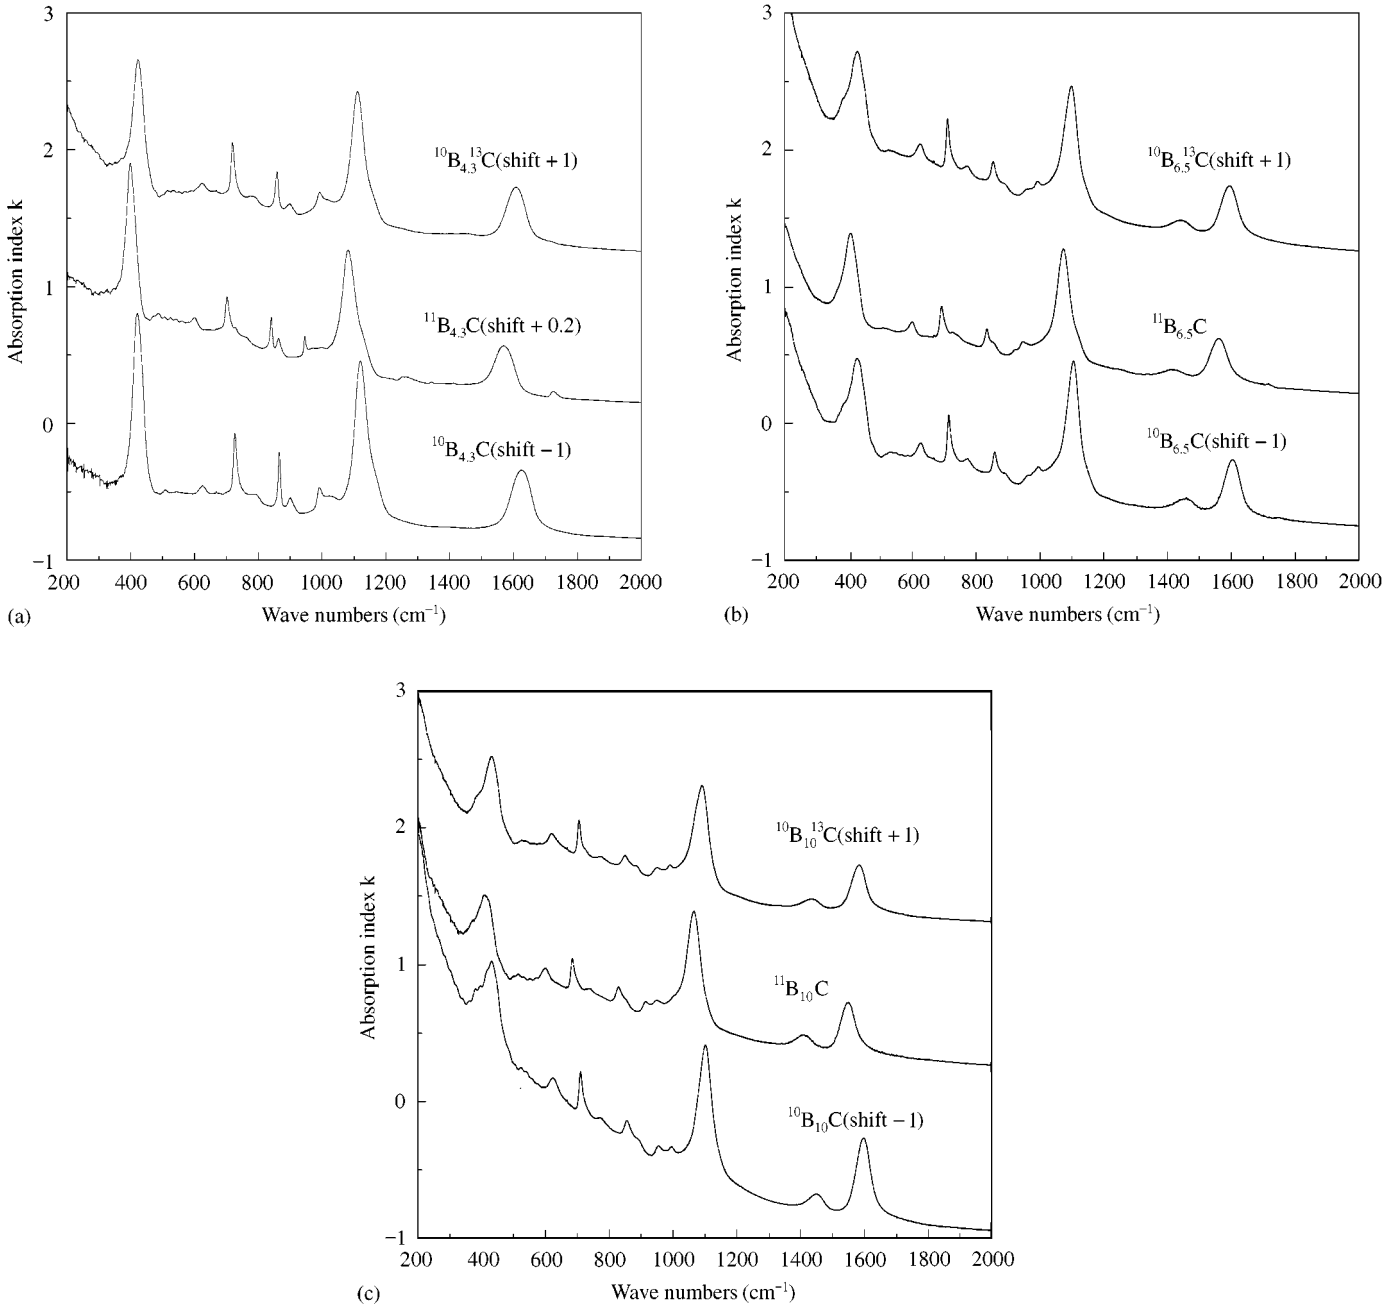 3
2
1
0
−1
Absorption index k
¹⁰B₄.₃¹³C(shift + 1)
¹¹B₄.₃C(shift + 0.2)
¹⁰B₄.₃C(shift − 1)
200 400 600 800 1000 1200 1400 1600 1800 2000
Wave numbers (cm⁻¹)
(a)
3
2
1
0
−1
Absorption index k
¹⁰B₆.₅¹³C(shift + 1)
¹¹B₆.₅C
¹⁰B₆.₅C(shift − 1)
200 400 600 800 1000 1200 1400 1600 1800 2000
Wave numbers (cm⁻¹)
(b)
3
2
1
0
−1
Absorption index k
¹⁰B₁₀¹³C(shift + 1)
¹¹B₁₀C
¹⁰B₁₀C(shift − 1)
200 400 600 800 1000 1200 1400 1600 1800 2000
Wave numbers (cm⁻¹)
(c)